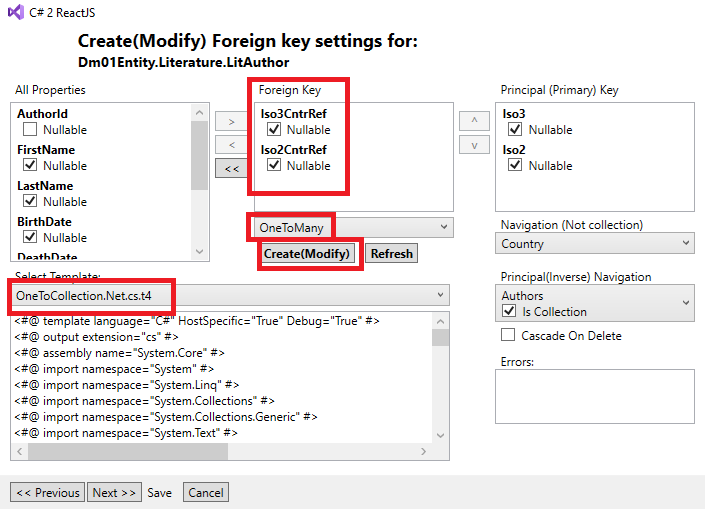 C# 2 ReactJS
Create(Modify) Foreign key settings for:
Dm01Entity.Literature.LitAuthor
All Properties
AuthorId
Nullable
FirstName
Nullable
LastName
Nullable
BirthDate
Nullable
DeathDate
>
<
<<
Foreign Key
Iso3CntrRef
Nullable
Iso2CntrRef
Nullable
OneToMany
Create(Modify)
Refresh
^
v
Principal (Primary) Key
Iso3
Nullable
Iso2
Nullable
Navigation (Not collection)
Country
Principal(Inverse) Navigation
Authors
Is Collection
Cascade On Delete
Errors:
Select Template:
OneToCollection.Net.cs.t4
<#@ template language="C#" HostSpecific="True" Debug="True" #>
<#@ output extension="cs" #>
<#@ assembly name="System.Core" #>
<#@ import namespace="System" #>
<#@ import namespace="System.Linq" #>
<#@ import namespace="System.Collections" #>
<#@ import namespace="System.Collections.Generic" #>
<#@ import namespace="System.Text" #>
<< Previous
Next >>
Save
Cancel